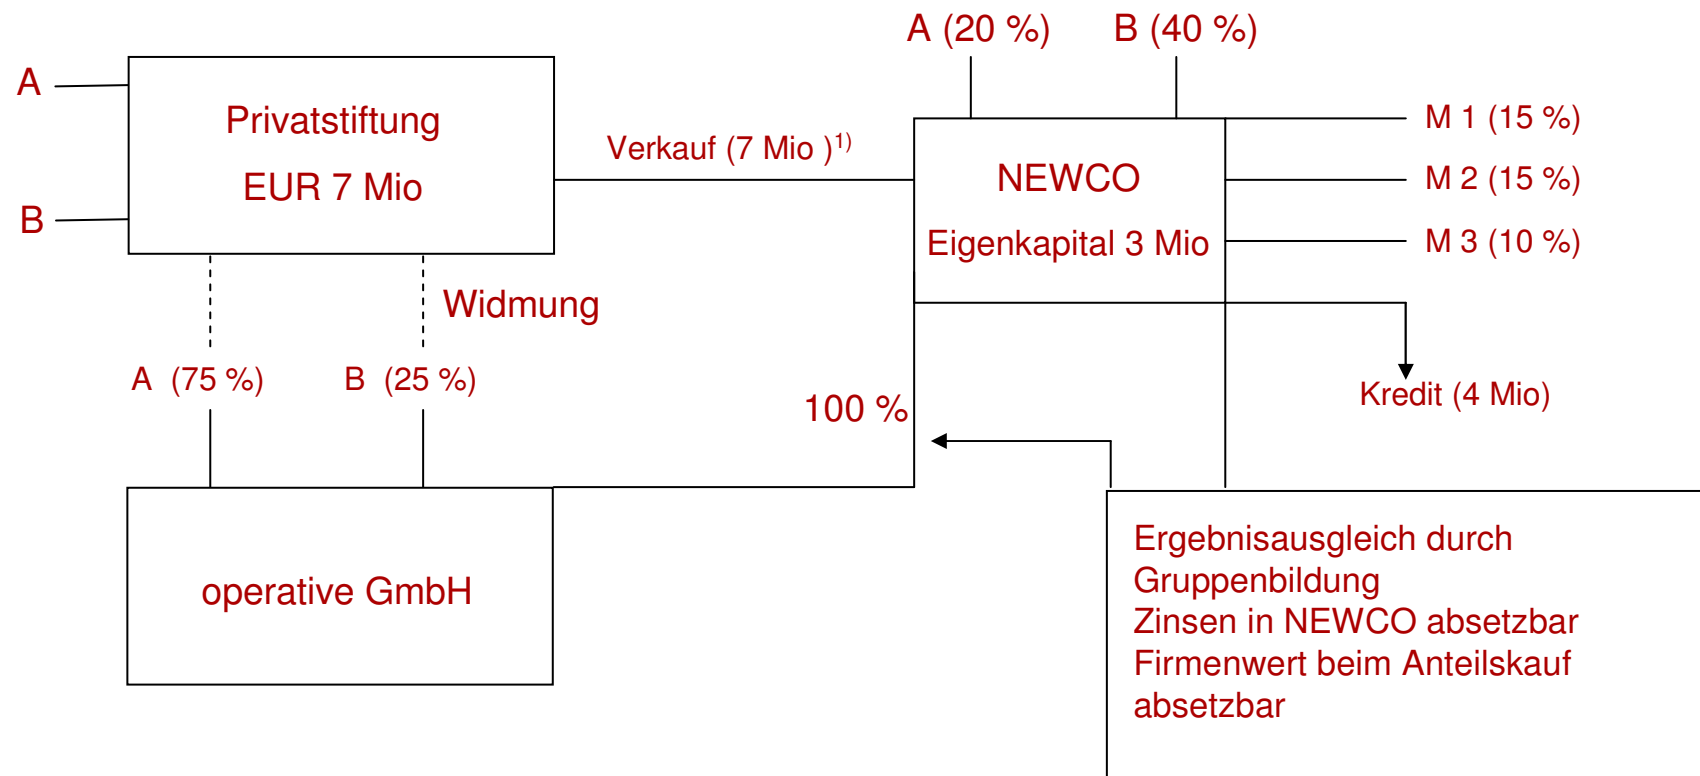 A (20 %)
B (40 %)
A
Privatstiftung
EUR 7 Mio
B
Verkauf (7 Mio )1)
NEWCO
Eigenkapital 3 Mio
M 1 (15 %)
M 2 (15 %)
M 3 (10 %)
Widmung
A (75 %)
B (25 %)
100 %
Kredit (4 Mio)
operative GmbH
Ergebnisausgleich durch
Gruppenbildung
Zinsen in NEWCO absetzbar
Firmenwert beim Anteilskauf
absetzbar